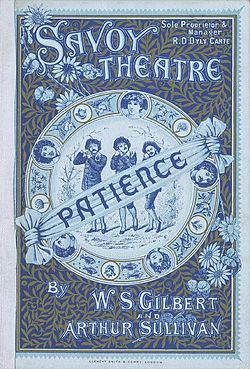 SAVOY
THEATRE
Sole Proprietor &
Manager
R. D'OYLY CARTE
PATIENCE
By
W. S. GILBERT
AND
ARTHUR SULLIVAN